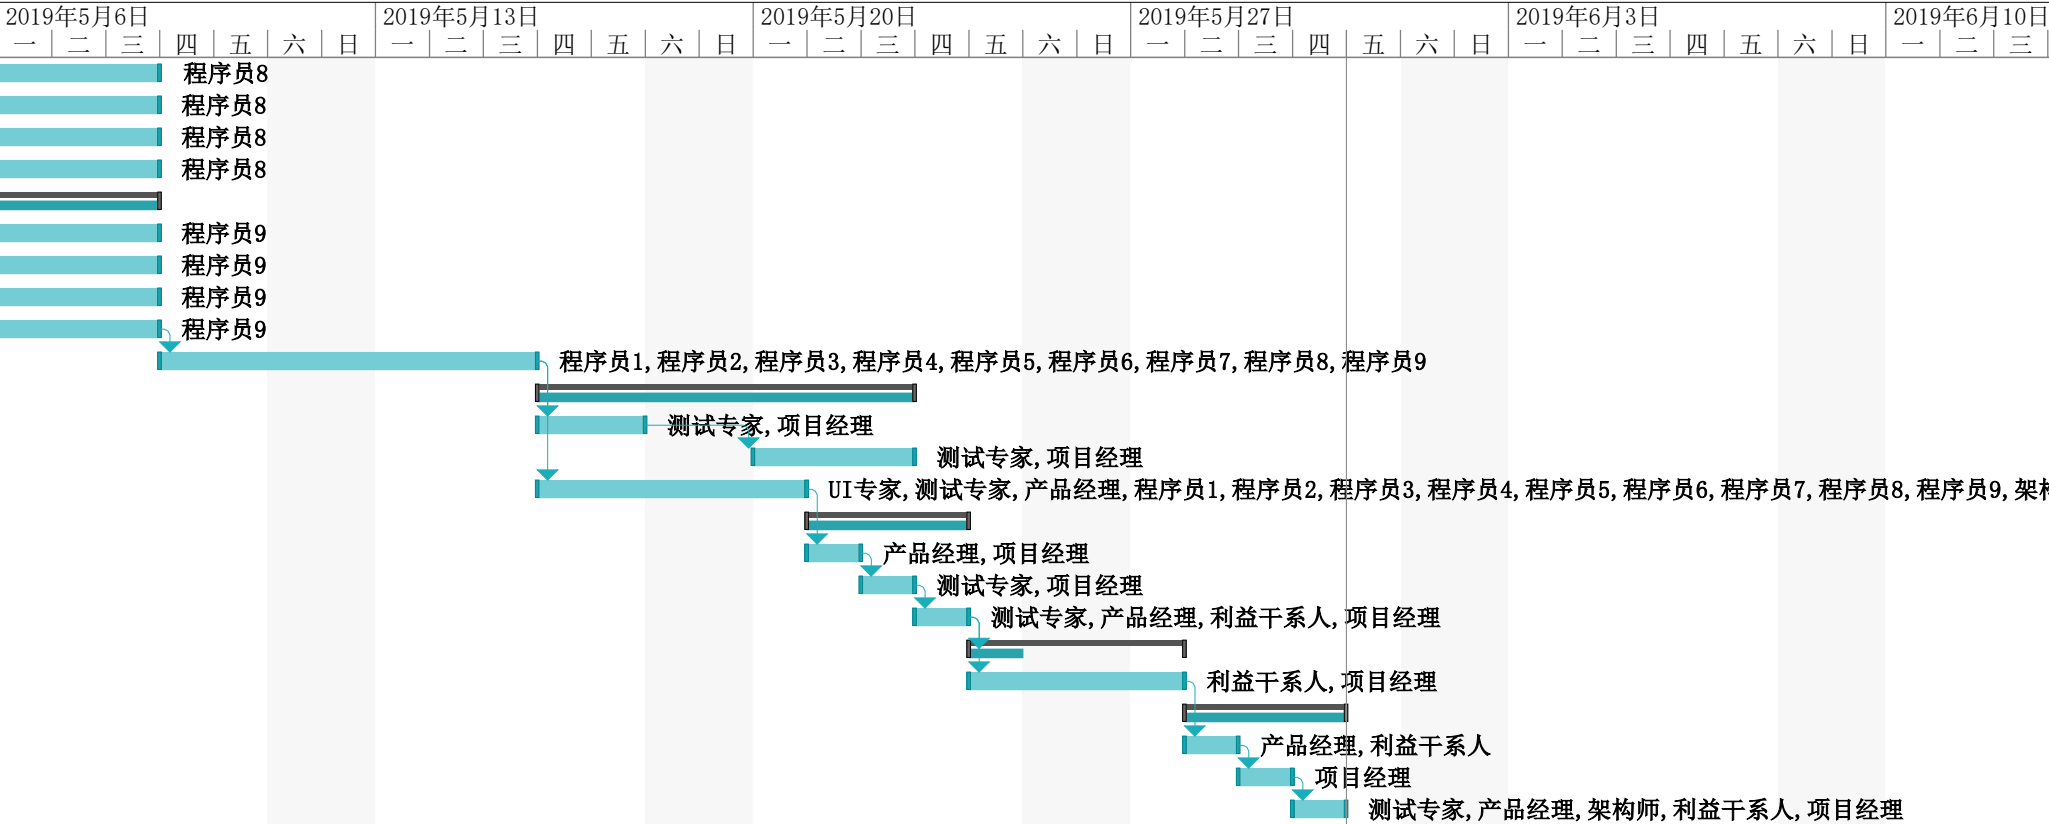 2019年5月6日 2019年5月13日 2019年5月20日 2019年5月27日 2019年6月3日 2019年6月10日
一 二 三 四 五 六 日 一 二 三 四 五 六 日 一 二 三 四 五 六 日 一 二 三 四 五 六 日 一 二 三 四 五 六 日 一 二 三
程序员8
程序员8
程序员8
程序员8
程序员9
程序员9
程序员9
程序员9
程序员1,程序员2,程序员3,程序员4,程序员5,程序员6,程序员7,程序员8,程序员9
测试专家,项目经理
测试专家,项目经理
UI专家,测试专家,产品经理,程序员1,程序员2,程序员3,程序员4,程序员5,程序员6,程序员7,程序员8,程序员9,架
产品经理,项目经理
测试专家,项目经理
测试专家,产品经理,利益干系人,项目经理
利益干系人,项目经理
产品经理,利益干系人
项目经理
测试专家,产品经理,架构师,利益干系人,项目经理